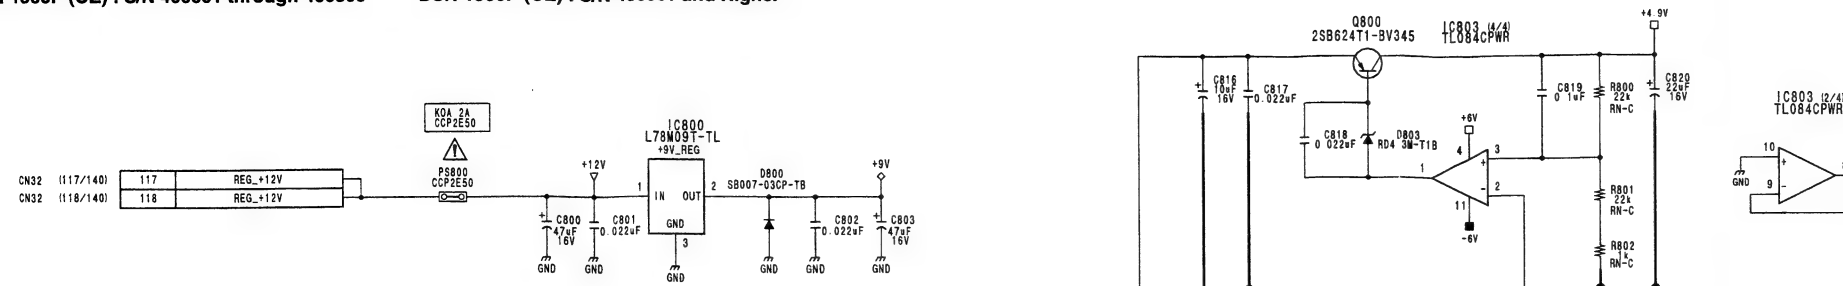 KOA 2A
CCP2E50
PS800
CCP2E50
CN32 (117/140) 117 REG_+12V
CN32 (118/140) 118 REG_+12V
+12V
IC800
L78M09T-TL
+9V_REG
1 IN OUT 2
GND
3
D800
SB007-03CP-TB
+9V
C800
47uF
16V
C801
0.022uF
C802
0.022uF
C803
47uF
16V
GND
GND
GND
GND
GND
GND
Q800
2SB624T1-BV345
IC803 (4/4)
TL084CPWR
+4.9V
C816
10uF
16V
C817
0.022uF
C818
0.022uF
D803
RD4.3M-T1B
+6V
4
3
1
2
11
-6V
C819
0.1uF
R800
22k
RN-C
C820
22uF
16V
R801
22k
RN-C
R802
1k
RN-C
IC803 (2/4)
TL084CPWR
10
9
GND